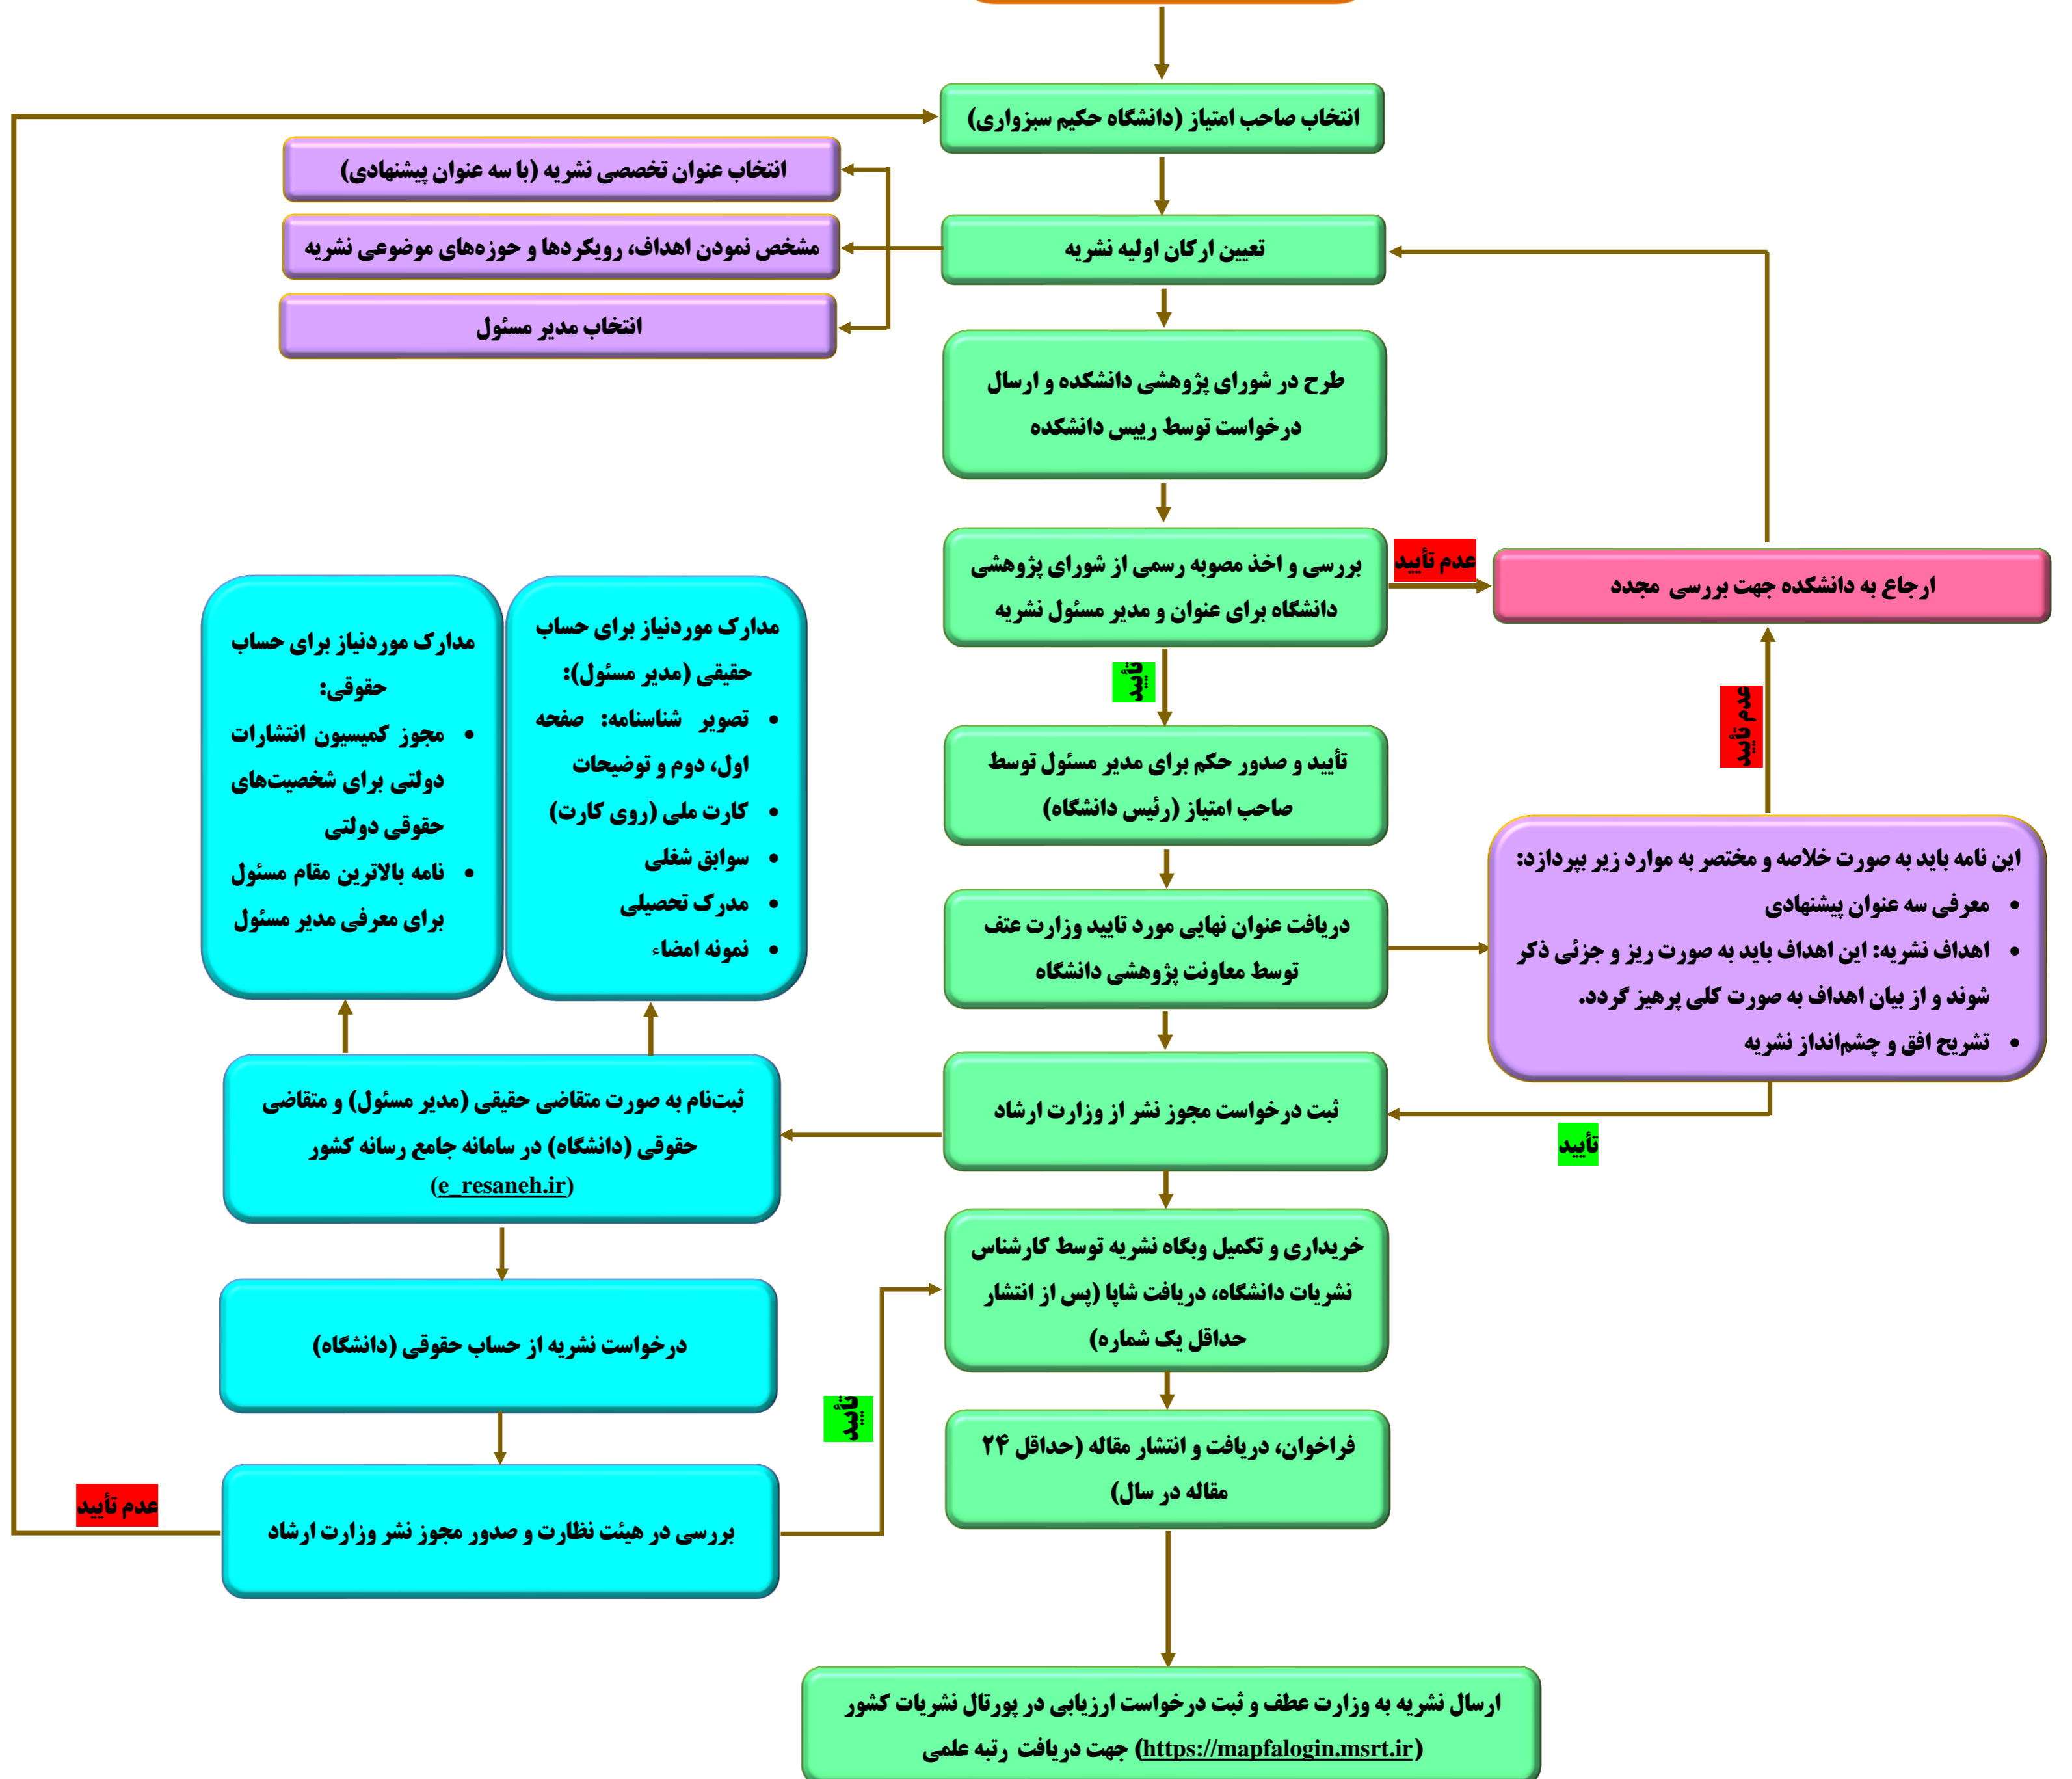 انتخاب صاحب امتیاز (دانشگاه حکیم سبزواری)
انتخاب عنوان تخصصی نشریه (با سه عنوان پیشنهادی)
مشخص نمودن اهداف، رویکردها و حوزه‌های موضوعی نشریه
انتخاب مدیر مسئول
تعیین ارکان اولیه نشریه
طرح در شورای پژوهشی دانشکده و ارسال
درخواست توسط رییس دانشکده
بررسی و اخذ مصوبه رسمی از شورای پژوهشی
دانشگاه برای عنوان و مدیر مسئول نشریه
عدم تأیید
ارجاع به دانشکده جهت بررسی مجدد
تأیید
تأیید و صدور حکم برای مدیر مسئول توسط
صاحب امتیاز (رئیس دانشگاه)
دریافت عنوان نهایی مورد تایید وزارت عتف
توسط معاونت پژوهشی دانشگاه
عدم تأیید
این نامه باید به صورت خلاصه و مختصر به موارد زیر بپردازد:
• معرفی سه عنوان پیشنهادی
• اهداف نشریه: این اهداف باید به صورت ریز و جزئی ذکر
شوند و از بیان اهداف به صورت کلی پرهیز گردد.
• تشریح افق و چشم‌انداز نشریه
تأیید
ثبت درخواست مجوز نشر از وزارت ارشاد
مدارک موردنیاز برای حساب
حقیقی (مدیر مسئول):
• تصویر شناسنامه: صفحه
اول، دوم و توضیحات
• کارت ملی (روی کارت)
• سوابق شغلی
• مدرک تحصیلی
• نمونه امضاء
مدارک موردنیاز برای حساب
حقوقی:
• مجوز کمیسیون انتشارات
دولتی برای شخصیت‌های
حقوقی دولتی
• نامه بالاترین مقام مسئول
برای معرفی مدیر مسئول
ثبت‌نام به صورت متقاضی حقیقی (مدیر مسئول) و متقاضی
حقوقی (دانشگاه) در سامانه جامع رسانه کشور
(e_resaneh.ir)
درخواست نشریه از حساب حقوقی (دانشگاه)
بررسی در هیئت نظارت و صدور مجوز نشر وزارت ارشاد
عدم تأیید
تأیید
خریداری و تکمیل وبگاه نشریه توسط کارشناس
نشریات دانشگاه، دریافت شاپا (پس از انتشار
حداقل یک شماره)
فراخوان، دریافت و انتشار مقاله (حداقل ۲۴
مقاله در سال)
ارسال نشریه به وزارت عطف و ثبت درخواست ارزیابی در پورتال نشریات کشور
(https://mapfalogin.msrt.ir) جهت دریافت رتبه علمی